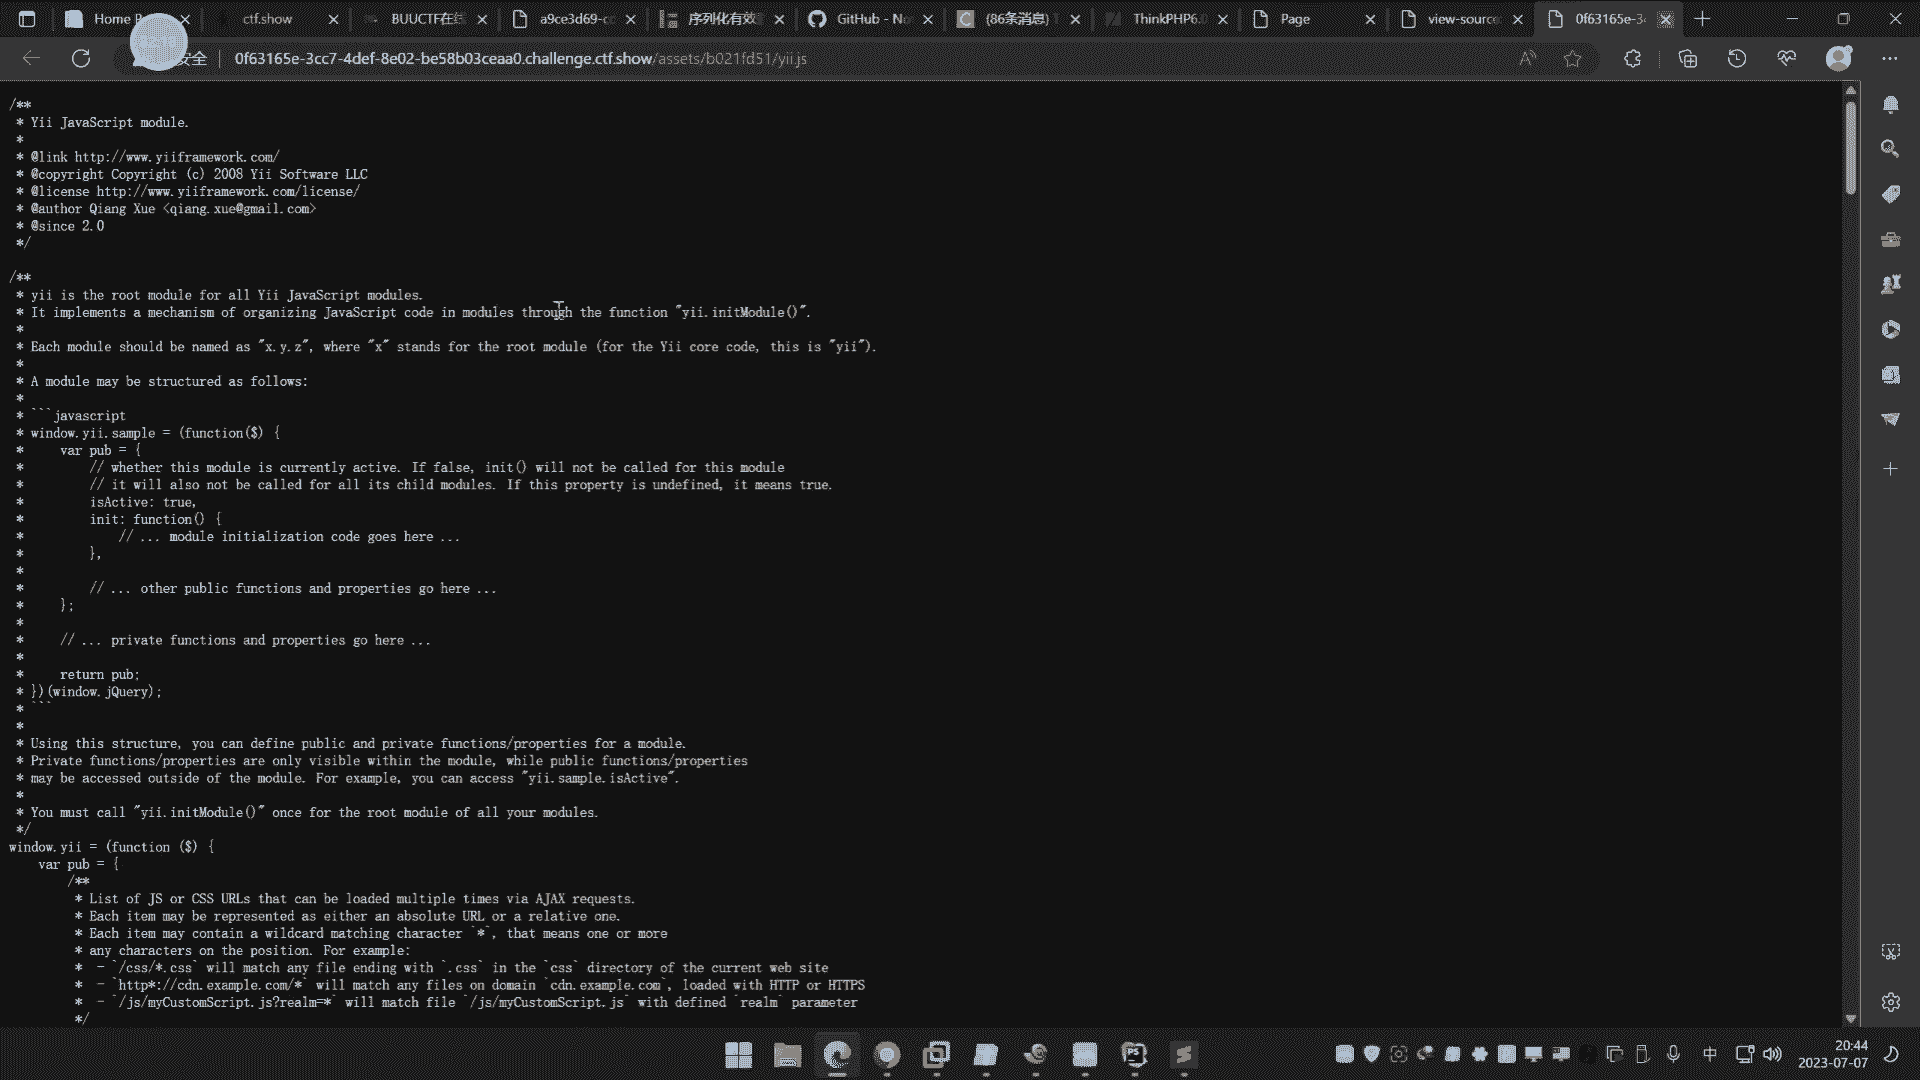 Home
ctf.show
BUUCTF在
a9ce3d69-c
序列化有效
GitHub - No
(86条消息) T
ThinkPHP6.
Page
view-source
0f63165e-3
安全
0f63165e-3cc7-4def-8e02-be58b03ceaa0.challenge.ctf.show/assets/b021fd51/yii.js
/**
 * Yii JavaScript module.
 *
 * @link http://www.yiiframework.com/
 * @copyright Copyright (c) 2008 Yii Software LLC
 * @license http://www.yiiframework.com/license/
 * @author Qiang Xue <qiang.xue@gmail.com>
 * @since 2.0
 */
/**
 * yii is the root module for all Yii JavaScript modules.
 * It implements a mechanism of organizing JavaScript code in modules through the function "yii.initModule()".
 *
 * Each module should be named as "x.y.z", where "x" stands for the root module (for the Yii core code, this is "yii").
 *
 * A module may be structured as follows:
 *
 * ```javascript
 * window.yii.sample = (function($) {
 *     var pub = {
 *         // whether this module is currently active. If false, init() will not be called for this module
 *         // it will also not be called for all its child modules. If this property is undefined, it means true.
 *         isActive: true,
 *         init: function() {
 *             // ... module initialization code goes here ...
 *         },
 *
 *         // ... other public functions and properties go here ...
 *     };
 *
 *     // ... private functions and properties go here ...
 *
 *     return pub;
 * })(window.jQuery);
 * ```
 *
 * Using this structure, you can define public and private functions/properties for a module.
 * Private functions/properties are only visible within the module, while public functions/properties
 * may be accessed outside of the module. For example, you can access "yii.sample.isActive".
 *
 * You must call "yii.initModule()" once for the root module of all your modules.
 */
window.yii = (function ($) {
    var pub = {
        /**
         * List of JS or CSS URLs that can be loaded multiple times via AJAX requests.
         * Each item may be represented as either an absolute URL or a relative one.
         * Each item may contain a wildcard matching character `*`, that means one or more
         * any characters on the position. For example:
         *  - `/css/*.css` will match any file ending with `.css` in the `css` directory of the current web site
         *  - `http*://cdn.example.com/*` will match any files on domain `cdn.example.com`, loaded with HTTP or HTTPS
         *  - `/js/myCustomScript.js?realm=*` will match file `/js/myCustomScript.js` with defined `realm` parameter
         */
中
20:44
2023-07-07